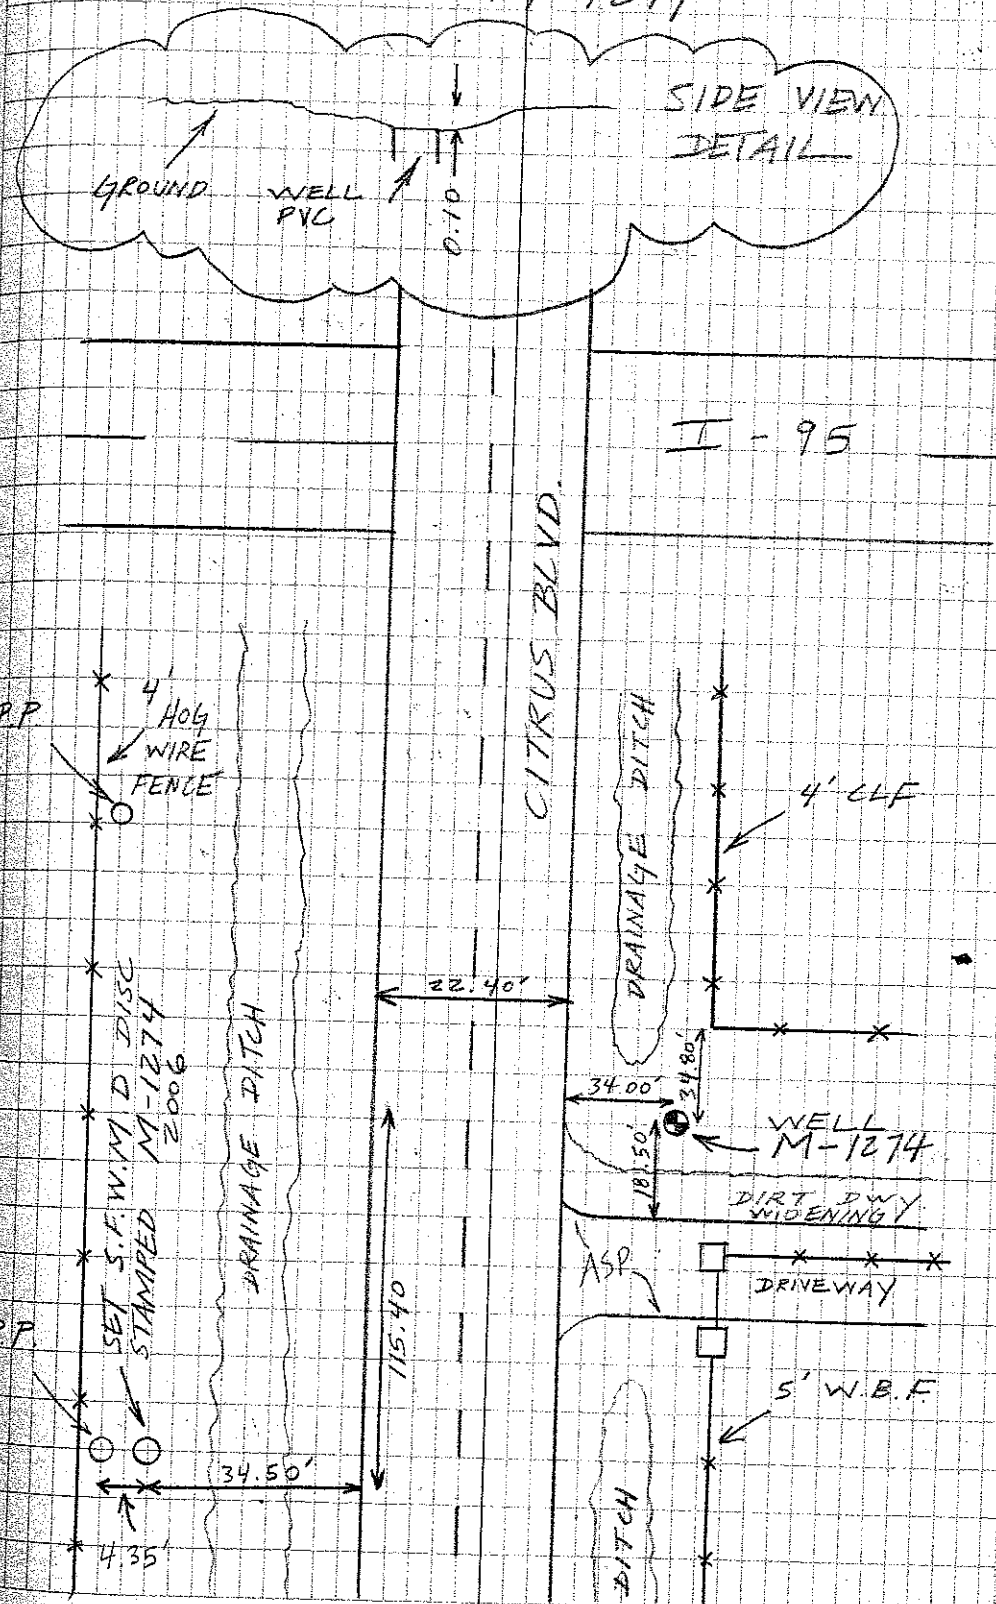 SIDE VIEW
DETAIL
GROUND
WELL
PVC
0.10
I-95
CITRUS BLVD.
P.P.
4'
HOG
WIRE
FENCE
DRAINAGE DITCH
4' CLF
22.40'
34.00'
34.80'
WELL
M-1274
SET S.F.W.M D DISC
STAMPED M-1274
2006
DRAINAGE DITCH
DIRT DWY
WIDENING
ASP.
DRIVEWAY
115.40
P.P.
5' W.B.F.
34.50'
4.35'
DITCH